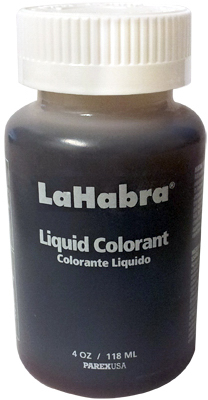 LaHabra®
Liquid Colorant
Colorante Liquido
4 OZ / 118 ML
PAREXUSA